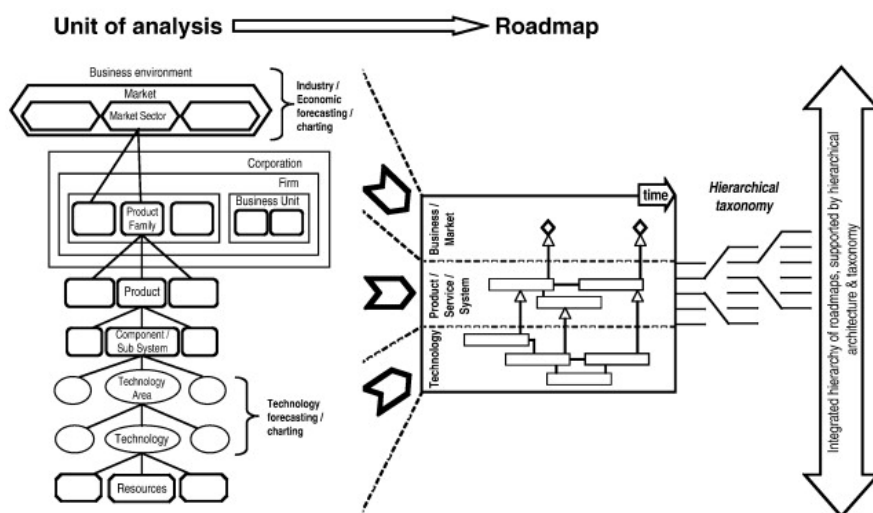 Unit of analysis
Roadmap
Business environment
Market
Market Sector
Industry /
Economic
forecasting /
charting
Corporation
Firm
Business Unit
Product
Family
Product
Component /
Sub System
Technology
Area
Technology
Resources
Technology
forecasting /
charting
time
Business /
Market
Product /
Service /
System
Technology
Hierarchical
taxonomy
Integrated hierarchy of roadmaps, supported by hierarchical
architecture & taxonomy